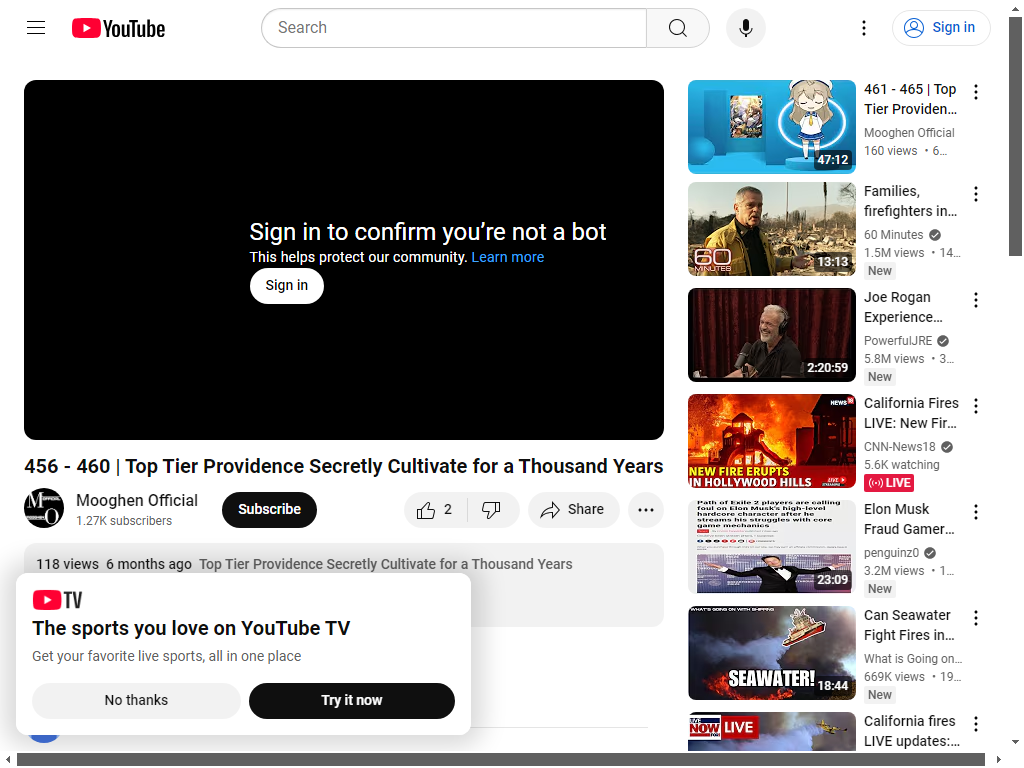 YouTube
Search
Sign in
Sign in to confirm you’re not a bot
This helps protect our community. Learn more
Sign in
456 - 460 | Top Tier Providence Secretly Cultivate for a Thousand Years
Mooghen Official
1.27K subscribers
Subscribe
2
Share
118 views 6 months ago Top Tier Providence Secretly Cultivate for a Thousand Years
TV
The sports you love on YouTube TV
Get your favorite live sports, all in one place
No thanks
Try it now
47:12
461 - 465 | Top
Tier Providen...
Mooghen Official
160 views • 6...
60
MINUTES
13:13
Families,
firefighters in...
60 Minutes
1.5M views • 14...
New
2:20:59
Joe Rogan
Experience...
PowerfulJRE
5.8M views • 3...
New
NEWS18
NEW FIRE ERUPTS
IN HOLLYWOOD HILLS
LIVE
California Fires
LIVE: New Fir...
CNN-News18
5.6K watching
LIVE
Path of Exile 2 players are calling
foul on Elon Musk's high-level
hardcore character after he
streams his struggles with core
game mechanics
23:09
Elon Musk
Fraud Gamer...
penguinz0
3.2M views • 1...
New
WHAT'S GOING ON WITH SHIPPING
SEAWATER!
18:44
Can Seawater
Fight Fires in...
What is Going on...
669K views • 19...
New
LIVE
NOW
LIVE
California fires
LIVE updates:...